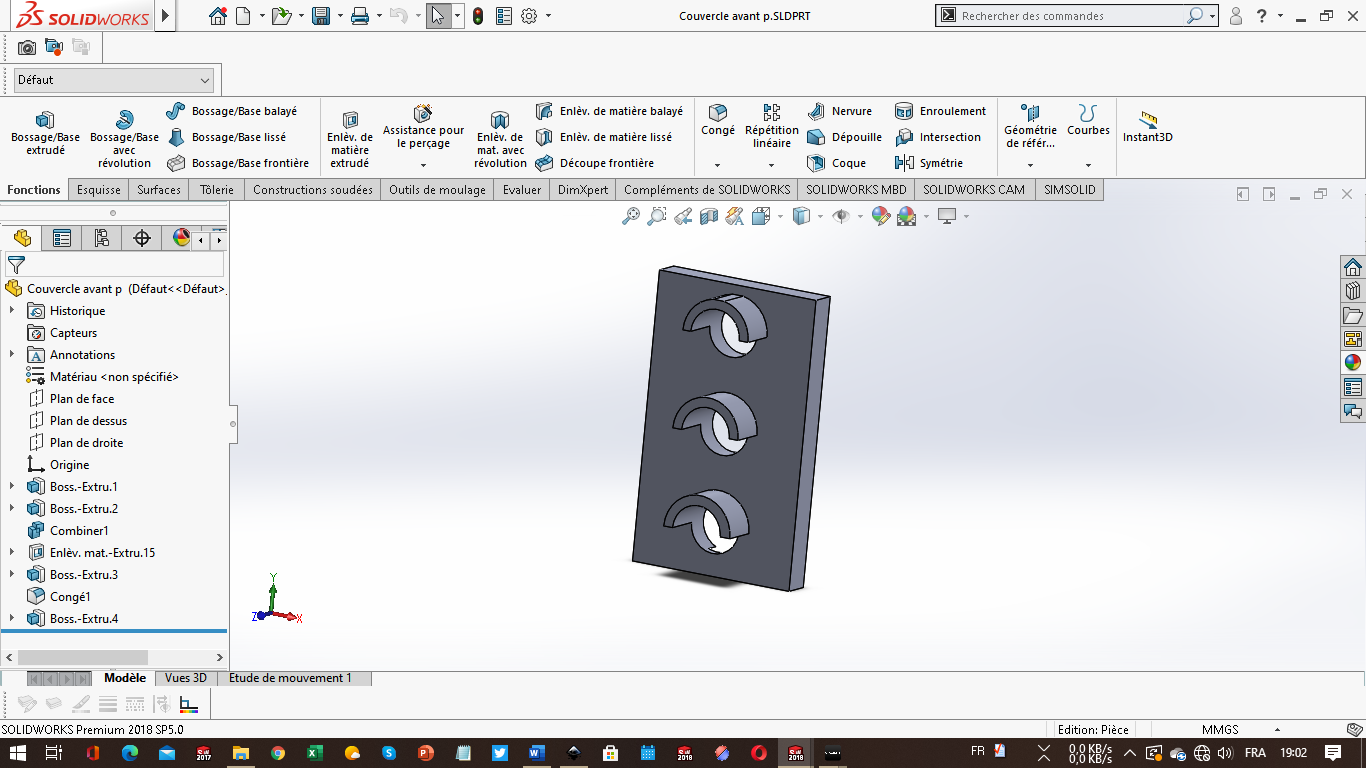 SOLIDWORKS
Couvercle avant p.SLDPRT
Rechercher des commandes
?
Défaut
Bossage/Base extrudé
Bossage/Base avec révolution
Bossage/Base balayé
Bossage/Base lissé
Bossage/Base frontière
Enlèv. de matière extrudé
Assistance pour le perçage
Enlèv. de mat. avec révolution
Enlèv. de matière balayé
Enlèv. de matière lissé
Découpe frontière
Congé
Répétition linéaire
Nervure
Dépouille
Coque
Enroulement
Intersection
Symétrie
Géométrie de référ...
Courbes
Instant3D
Fonctions Esquisse Surfaces Tôlerie Constructions soudées Outils de moulage Evaluer DimXpert Compléments de SOLIDWORKS SOLIDWORKS MBD SOLIDWORKS CAM SIMSOLID
Couvercle avant p (Défaut<<Défaut>
Historique
Capteurs
Annotations
Matériau <non spécifié>
Plan de face
Plan de dessus
Plan de droite
Origine
Boss.-Extru.1
Boss.-Extru.2
Combiner1
Enlèv. mat.-Extru.15
Boss.-Extru.3
Congé1
Boss.-Extru.4
Y
Z
X
Modèle Vues 3D Etude de mouvement 1
SOLIDWORKS Premium 2018 SP5.0
Edition: Pièce
MMGS
FR
0,0 KB/s
0,0 KB/s
FRA
19:02